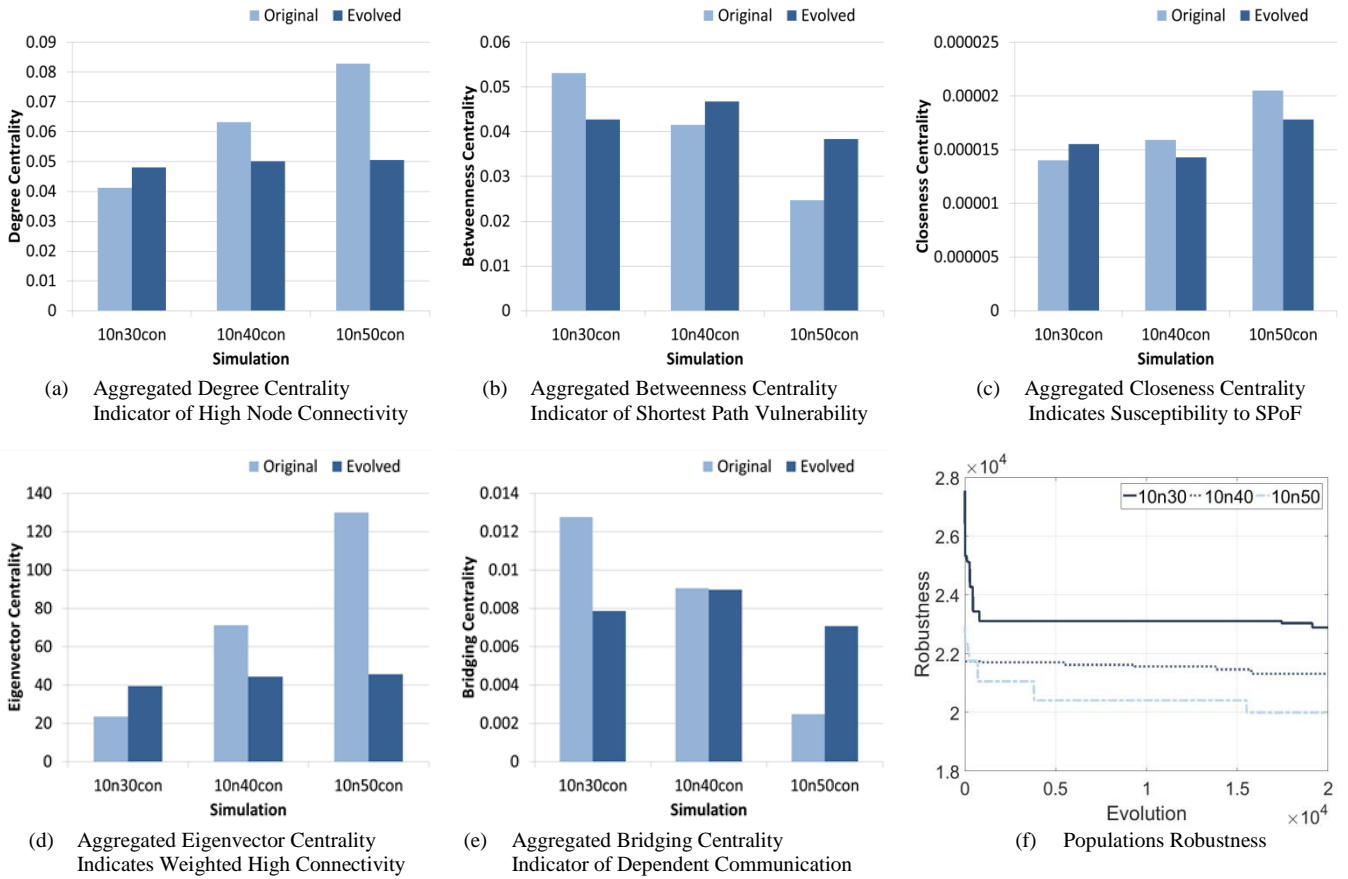 Original Evolved
0.09
0.08
0.07
0.06
0.05
0.04
0.03
0.02
0.01
0
Degree Centrality
10n30con 10n40con 10n50con
Simulation
(a) Aggregated Degree Centrality
Indicator of High Node Connectivity
Original Evolved
0.06
0.05
0.04
0.03
0.02
0.01
0
Betweenness Centrality
10n30con 10n40con 10n50con
Simulation
(b) Aggregated Betweenness Centrality
Indicator of Shortest Path Vulnerability
Original Evolved
0.000025
0.00002
0.000015
0.00001
0.000005
0
Closeness Centrality
10n30con 10n40con 10n50con
Simulation
(c) Aggregated Closeness Centrality
Indicates Susceptibility to SPoF
Original Evolved
140
120
100
80
60
40
20
0
Eigenvector Centrality
10n30con 10n40con 10n50con
Simulation
(d) Aggregated Eigenvector Centrality
Indicates Weighted High Connectivity
Original Evolved
0.014
0.012
0.01
0.008
0.006
0.004
0.002
0
Bridging Centrality
10n30con 10n40con 10n50con
Simulation
(e) Aggregated Bridging Centrality
Indicator of Dependent Communication
×10⁴
2.8
2.6
2.4
2.2
2
1.8
Robustness
10n30 10n40 10n50
0 0.5 1 1.5 2
Evolution ×10⁴
(f) Populations Robustness